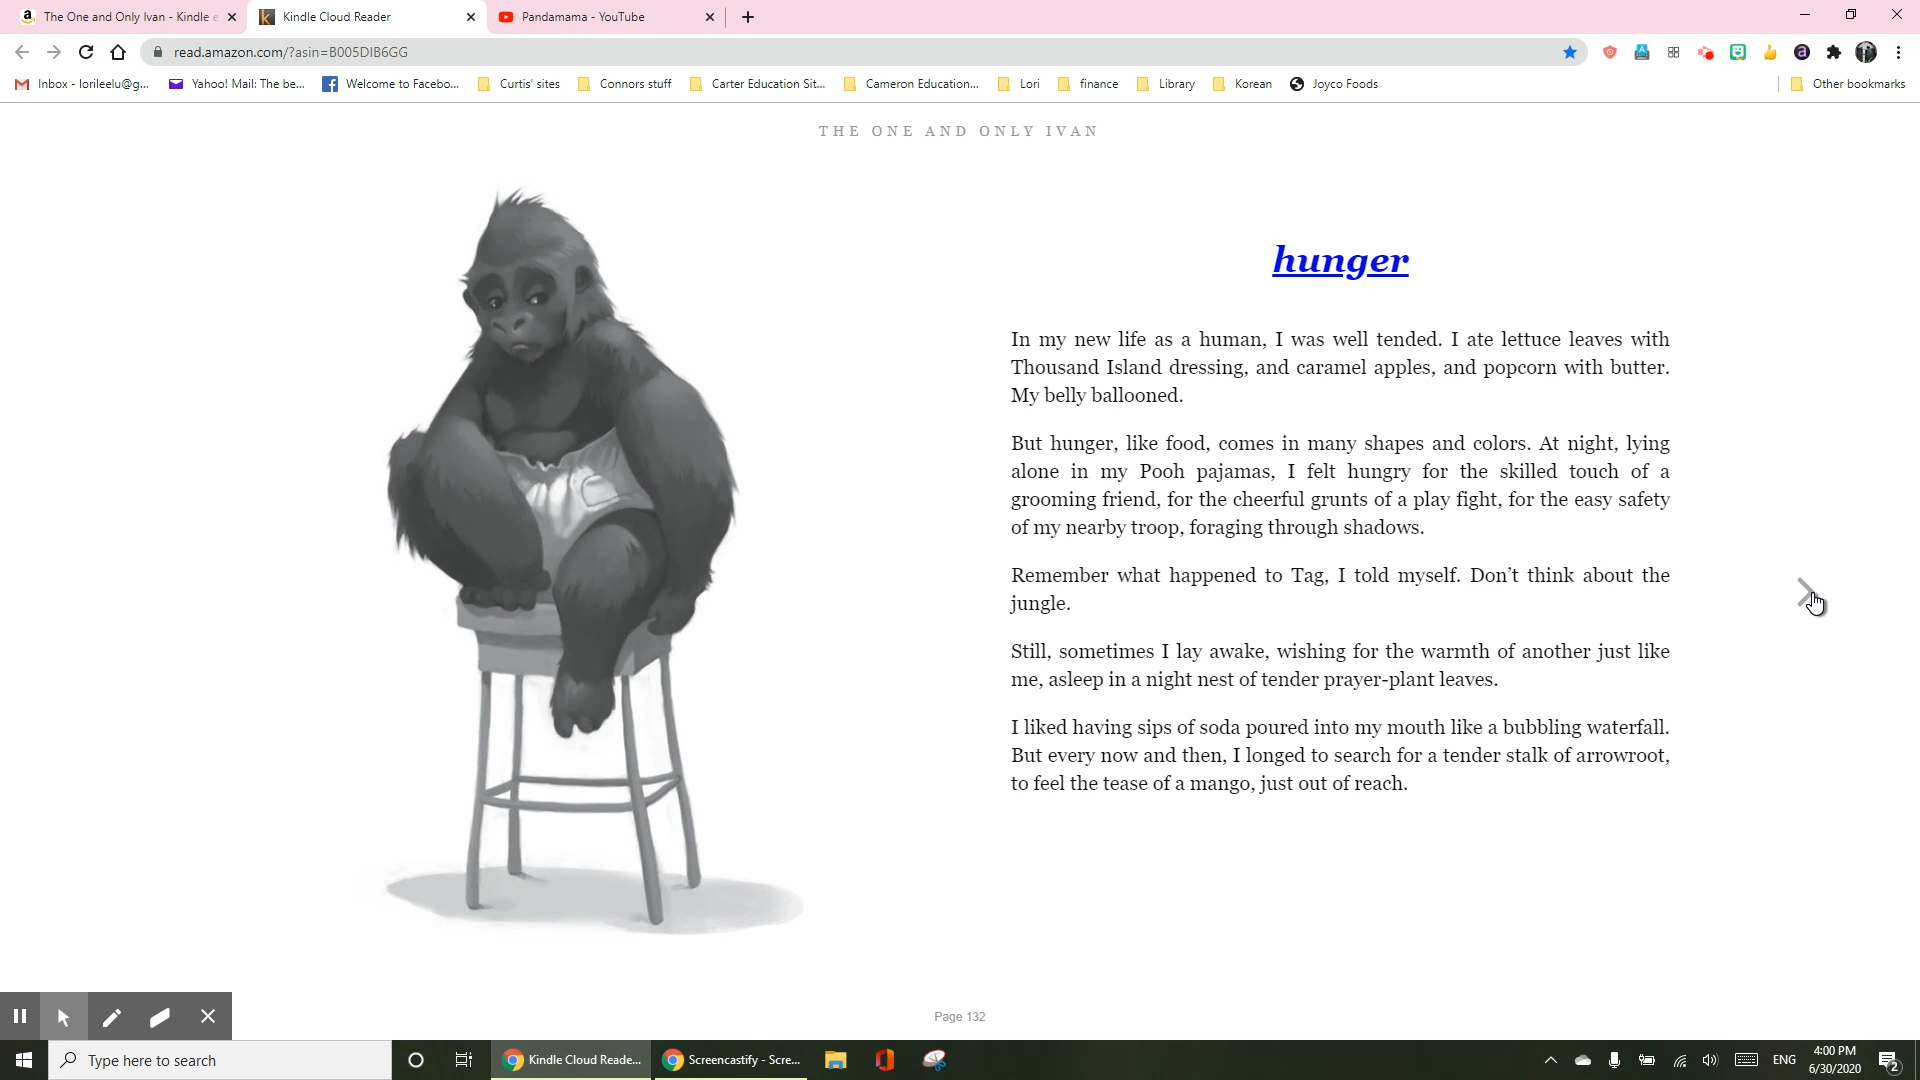 The One and Only Ivan - Kindle e
Kindle Cloud Reader
Pandamama - YouTube
read.amazon.com/?asin=B005DIB6GG
Inbox - lorileelu@g...
Yahoo! Mail: The be...
Welcome to Facebo...
Curtis' sites
Connors stuff
Carter Education Sit...
Cameron Education...
Lori
finance
Library
Korean
Joyco Foods
Other bookmarks
THE ONE AND ONLY IVAN
hunger
In my new life as a human, I was well tended. I ate lettuce leaves with
Thousand Island dressing, and caramel apples, and popcorn with butter.
My belly ballooned.
But hunger, like food, comes in many shapes and colors. At night, lying
alone in my Pooh pajamas, I felt hungry for the skilled touch of a
grooming friend, for the cheerful grunts of a play fight, for the easy safety
of my nearby troop, foraging through shadows.
Remember what happened to Tag, I told myself. Don’t think about the
jungle.
Still, sometimes I lay awake, wishing for the warmth of another just like
me, asleep in a night nest of tender prayer-plant leaves.
I liked having sips of soda poured into my mouth like a bubbling waterfall.
But every now and then, I longed to search for a tender stalk of arrowroot,
to feel the tease of a mango, just out of reach.
Page 132
Type here to search
Kindle Cloud Reade...
Screencastify - Scre...
ENG
4:00 PM
6/30/2020
2